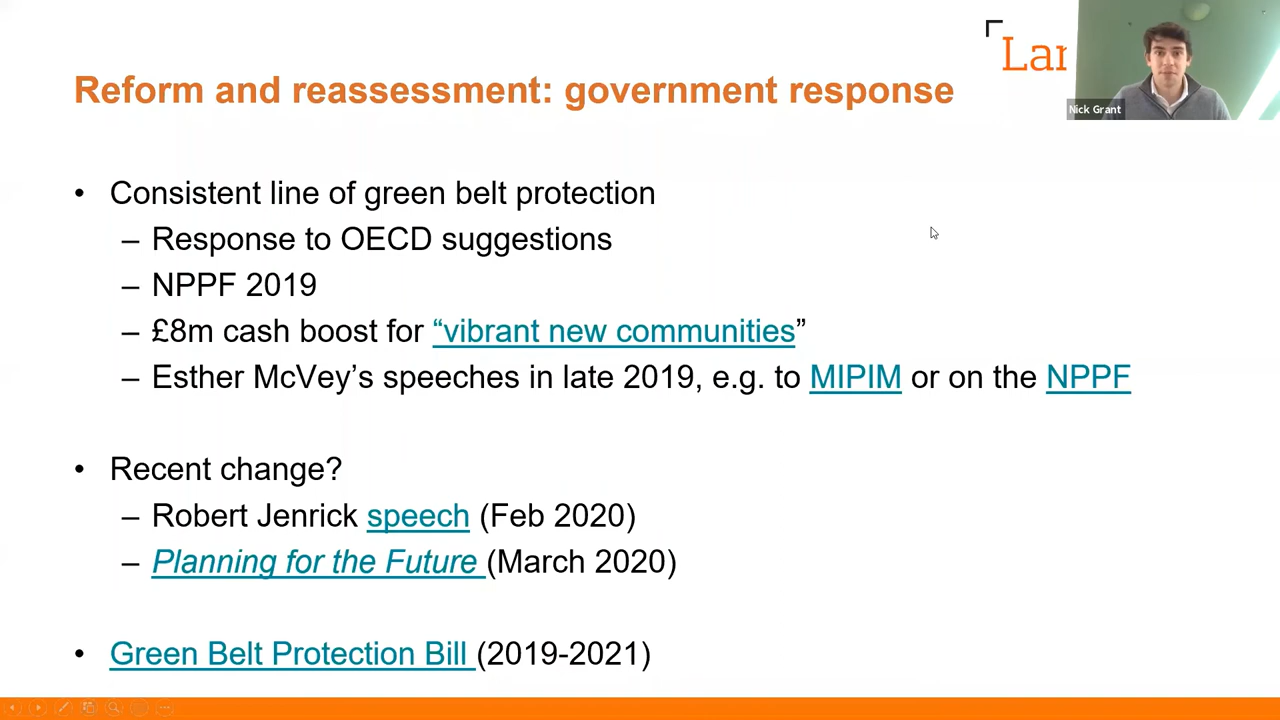 Reform and reassessment: government response
Lan
Nick Grant
• Consistent line of green belt protection
– Response to OECD suggestions
– NPPF 2019
– £8m cash boost for “vibrant new communities”
– Esther McVey’s speeches in late 2019, e.g. to MIPIM or on the NPPF
• Recent change?
– Robert Jenrick speech (Feb 2020)
– Planning for the Future (March 2020)
• Green Belt Protection Bill (2019-2021)